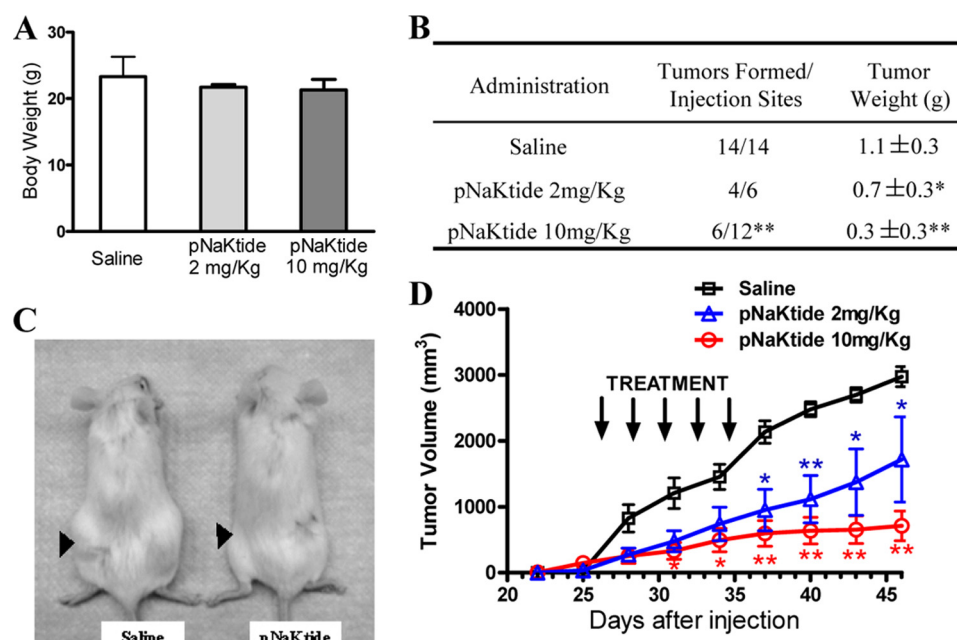 A
Body Weight (g)
30
20
10
0
Saline
pNaKtide
2 mg/Kg
pNaKtide
10 mg/Kg
B
Administration
Tumors Formed/
Injection Sites
Tumor
Weight (g)
Saline 14/14 1.1 ±0.3
pNaKtide 2mg/Kg 4/6 0.7 ±0.3*
pNaKtide 10mg/Kg 6/12** 0.3 ±0.3**
C
Saline
pNaKtide
D
Saline
pNaKtide 2mg/Kg
pNaKtide 10mg/Kg
Tumor Volume (mm³)
4000
3000
2000
1000
0
TREATMENT
* ** * *
* * ** ** ** **
20 25 30 35 40 45
Days after injection